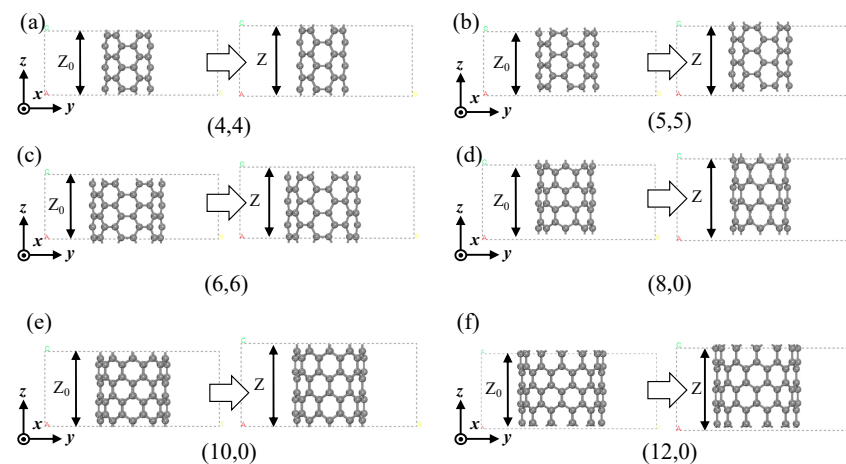 (a)
Z₀
Z
z
x
y
(4,4)
(b)
Z₀
Z
z
x
y
(5,5)
(c)
Z₀
Z
z
x
y
(6,6)
(d)
Z₀
Z
z
x
y
(8,0)
(e)
Z₀
Z
z
x
y
(10,0)
(f)
Z₀
Z
z
x
y
(12,0)